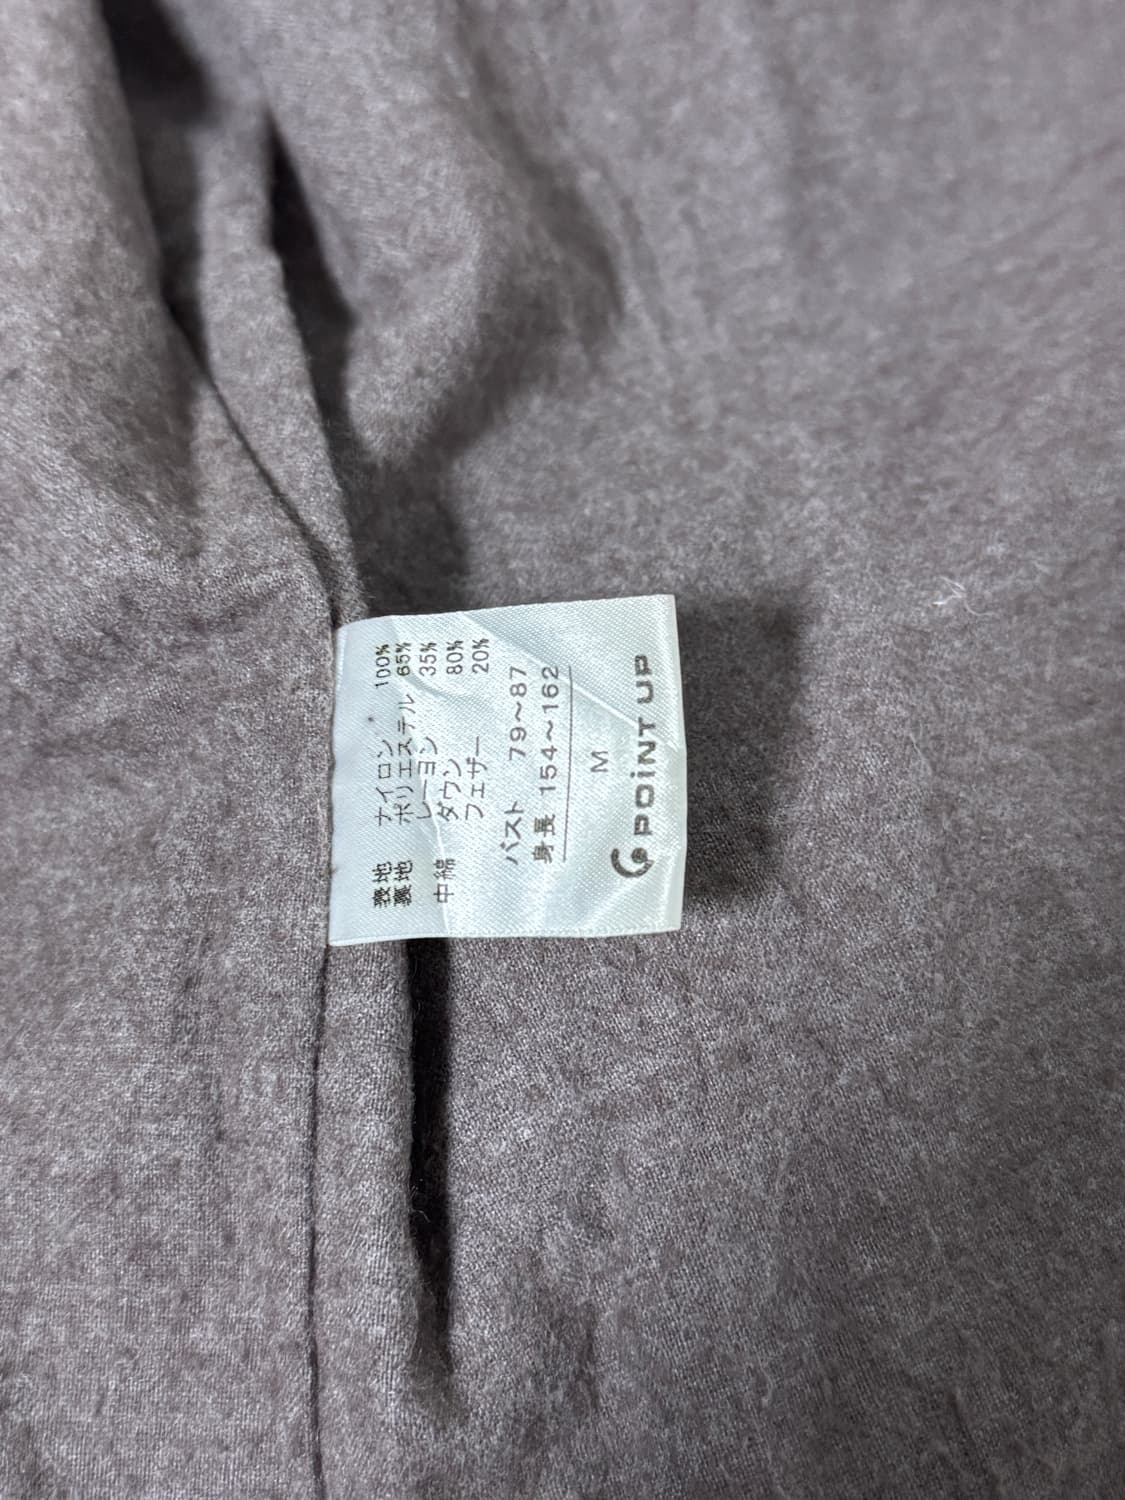 表地 ナイロン 100%
裏地 ポリエステル 65%
レーヨン 35%
中綿 ダウン 80%
フェザー 20%
バスト 79～87
身長 154～162
M
POiNT UP